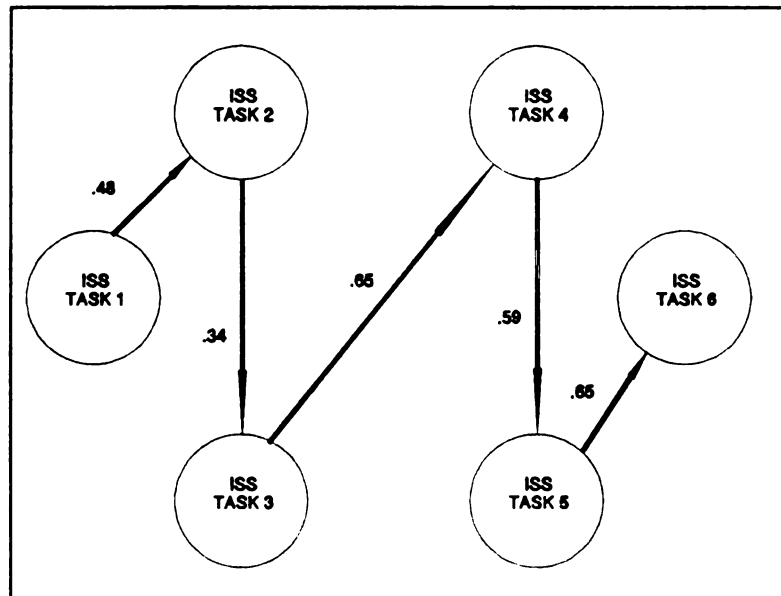 ISS
TASK 2
ISS
TASK 4
.48
ISS
TASK 1
.65
ISS
TASK 6
.34
.59
.65
ISS
TASK 3
ISS
TASK 5